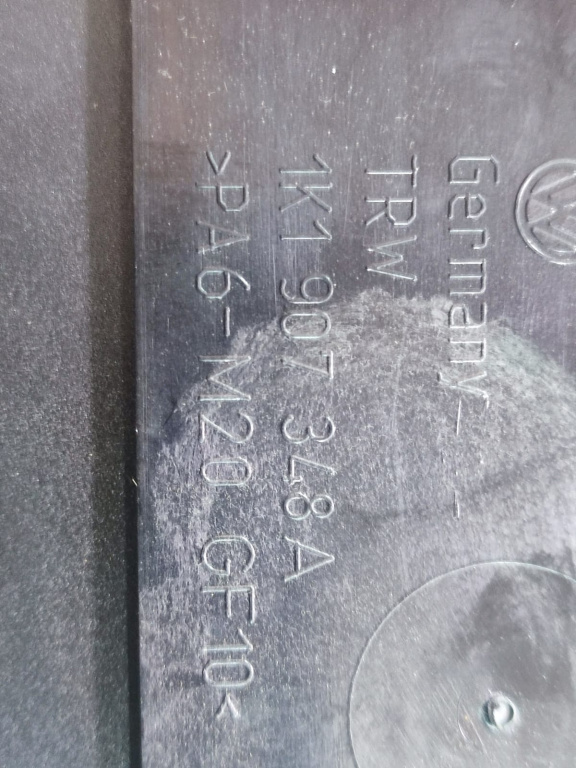 Germany - -
TRW
1K1 907 348 A
>PA6-M20 GF10<